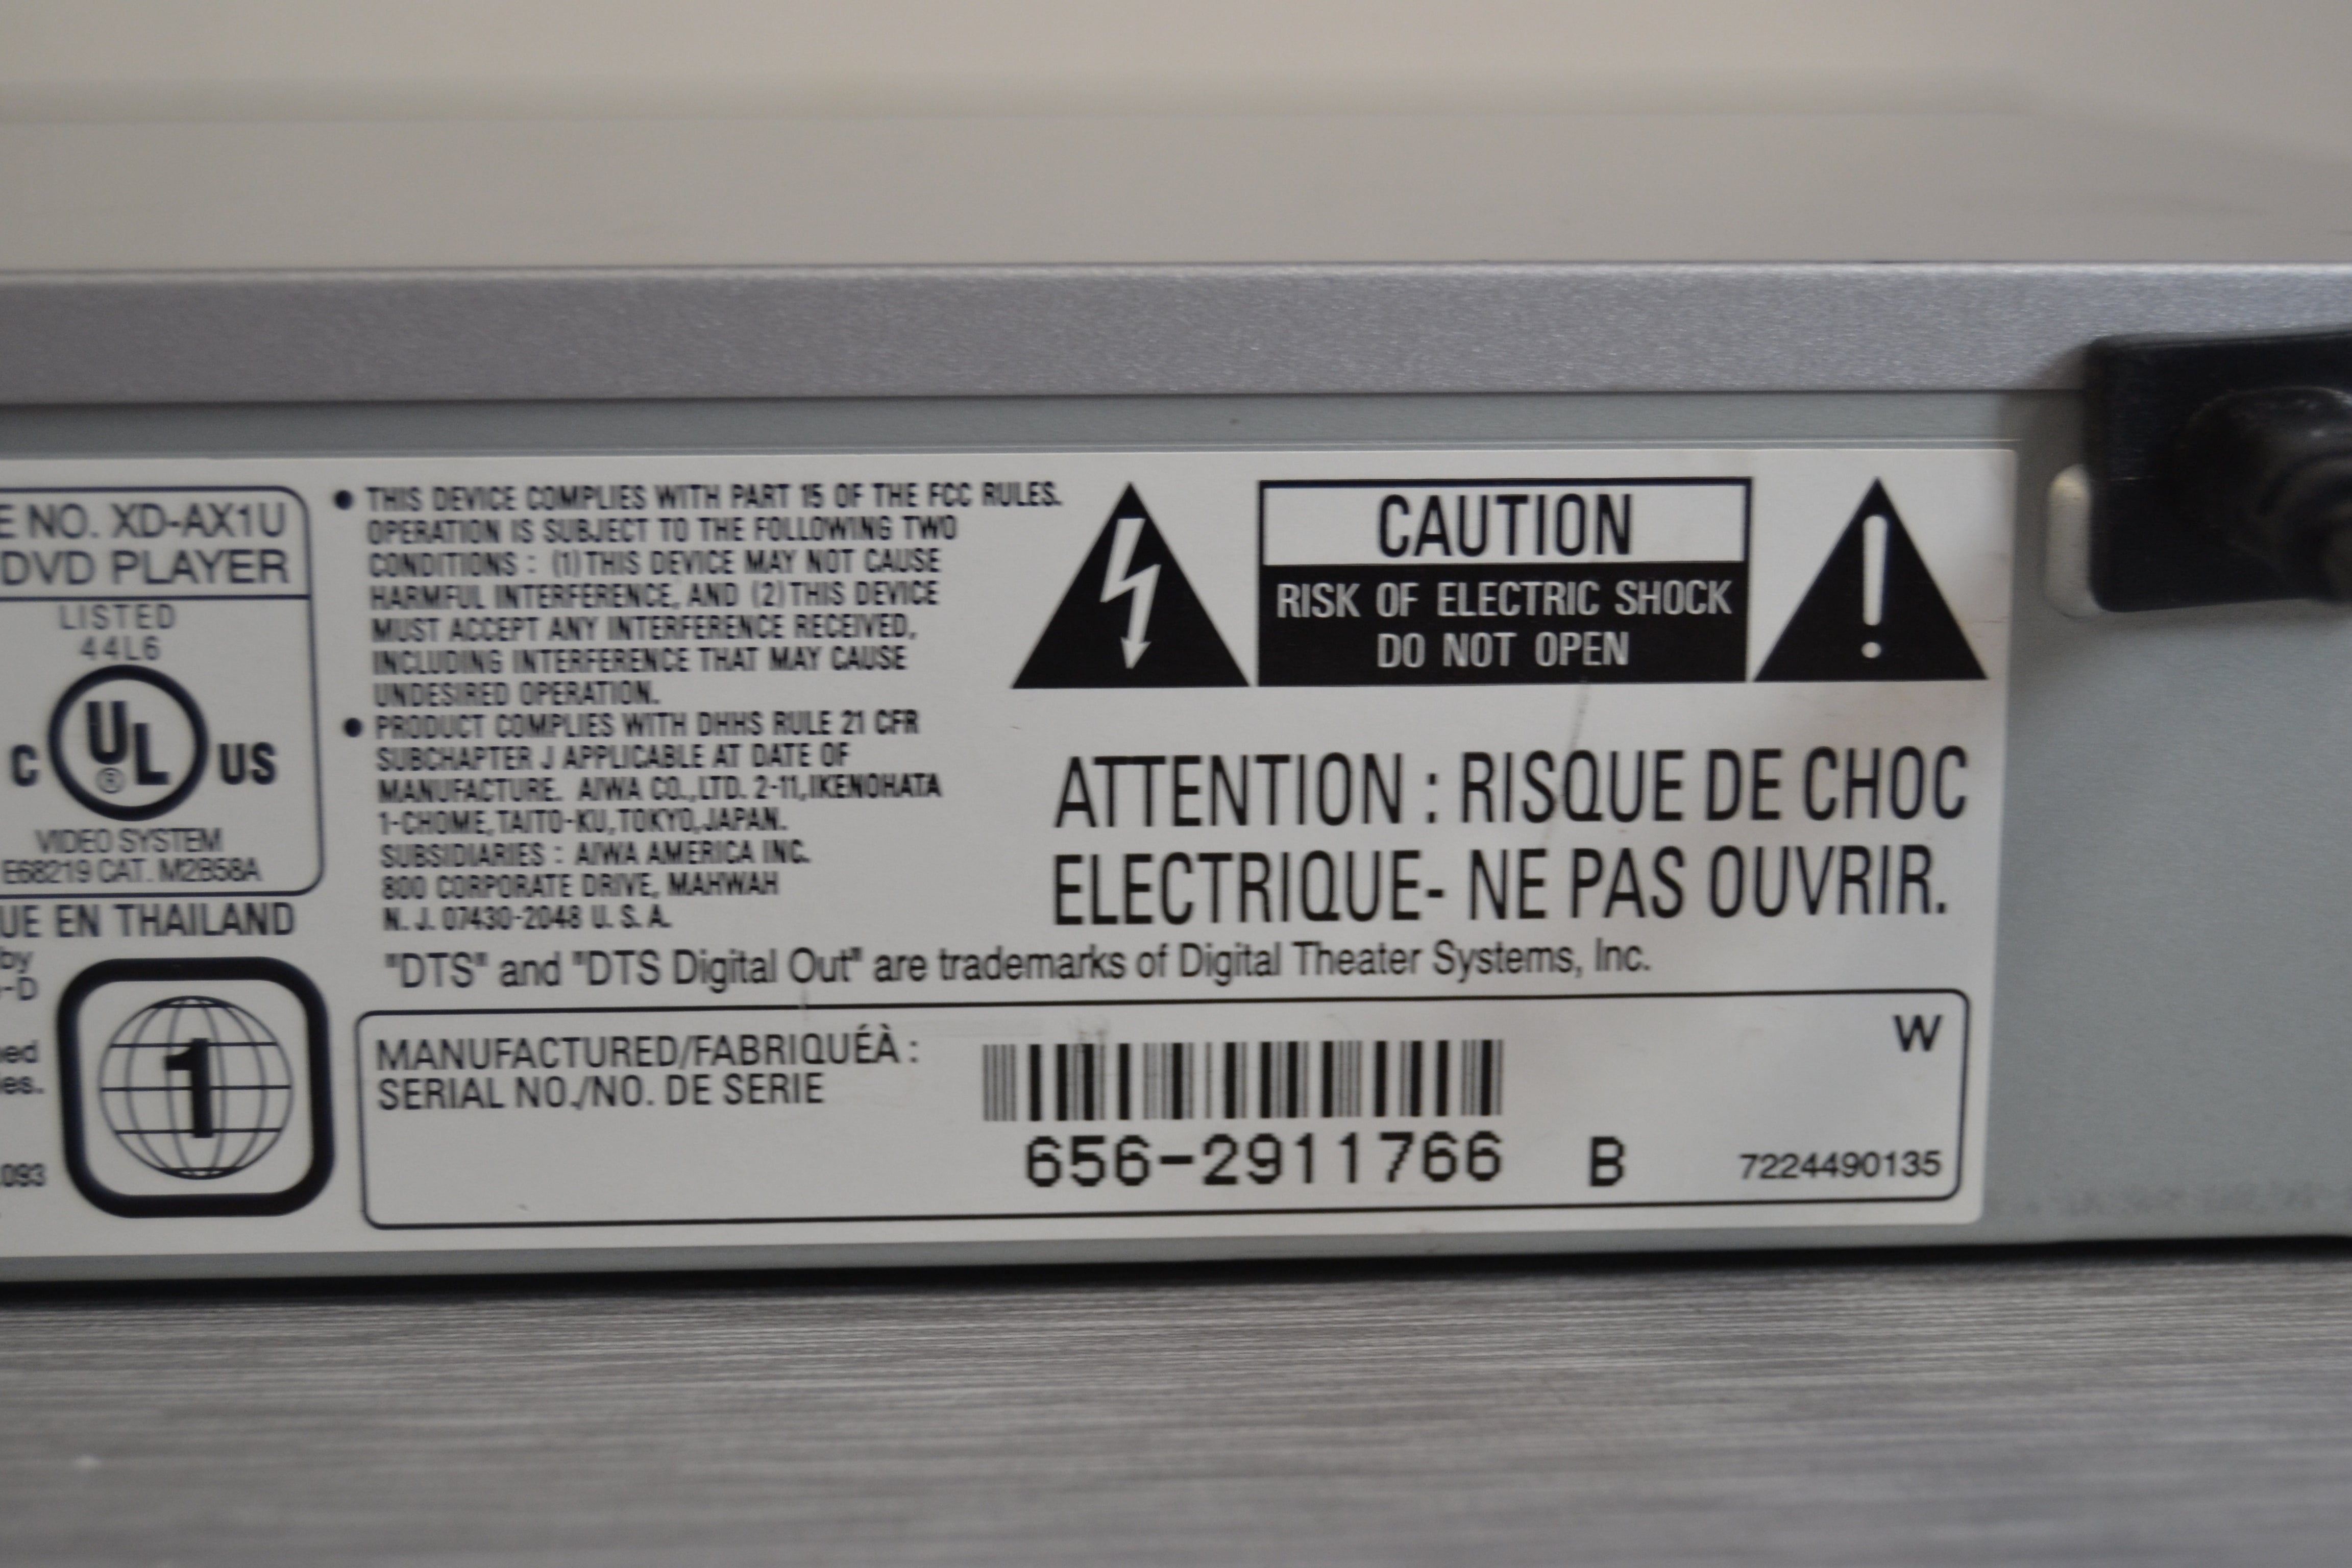 E NO. XD-AX1U
DVD PLAYER
LISTED
44L6
C UL ® US
VIDEO SYSTEM
E68219 CAT. M2B58A
UE EN THAILAND
by
-D
1
ed
es.
093
● THIS DEVICE COMPLIES WITH PART 15 OF THE FCC RULES.
OPERATION IS SUBJECT TO THE FOLLOWING TWO
CONDITIONS : (1) THIS DEVICE MAY NOT CAUSE
HARMFUL INTERFERENCE, AND (2) THIS DEVICE
MUST ACCEPT ANY INTERFERENCE RECEIVED,
INCLUDING INTERFERENCE THAT MAY CAUSE
UNDESIRED OPERATION.
● PRODUCT COMPLIES WITH DHHS RULE 21 CFR
SUBCHAPTER J APPLICABLE AT DATE OF
MANUFACTURE. AIWA CO.,LTD. 2-11,IKENOHATA
1-CHOME,TAITO-KU,TOKYO,JAPAN.
SUBSIDIARIES : AIWA AMERICA INC.
800 CORPORATE DRIVE, MAHWAH
N. J. 07430-2048 U. S. A.
CAUTION
RISK OF ELECTRIC SHOCK
DO NOT OPEN
!
ATTENTION : RISQUE DE CHOC
ELECTRIQUE- NE PAS OUVRIR.
"DTS" and "DTS Digital Out" are trademarks of Digital Theater Systems, Inc.
MANUFACTURED/FABRIQUÉÀ :
SERIAL NO./NO. DE SERIE
W
656-2911766 B 7224490135